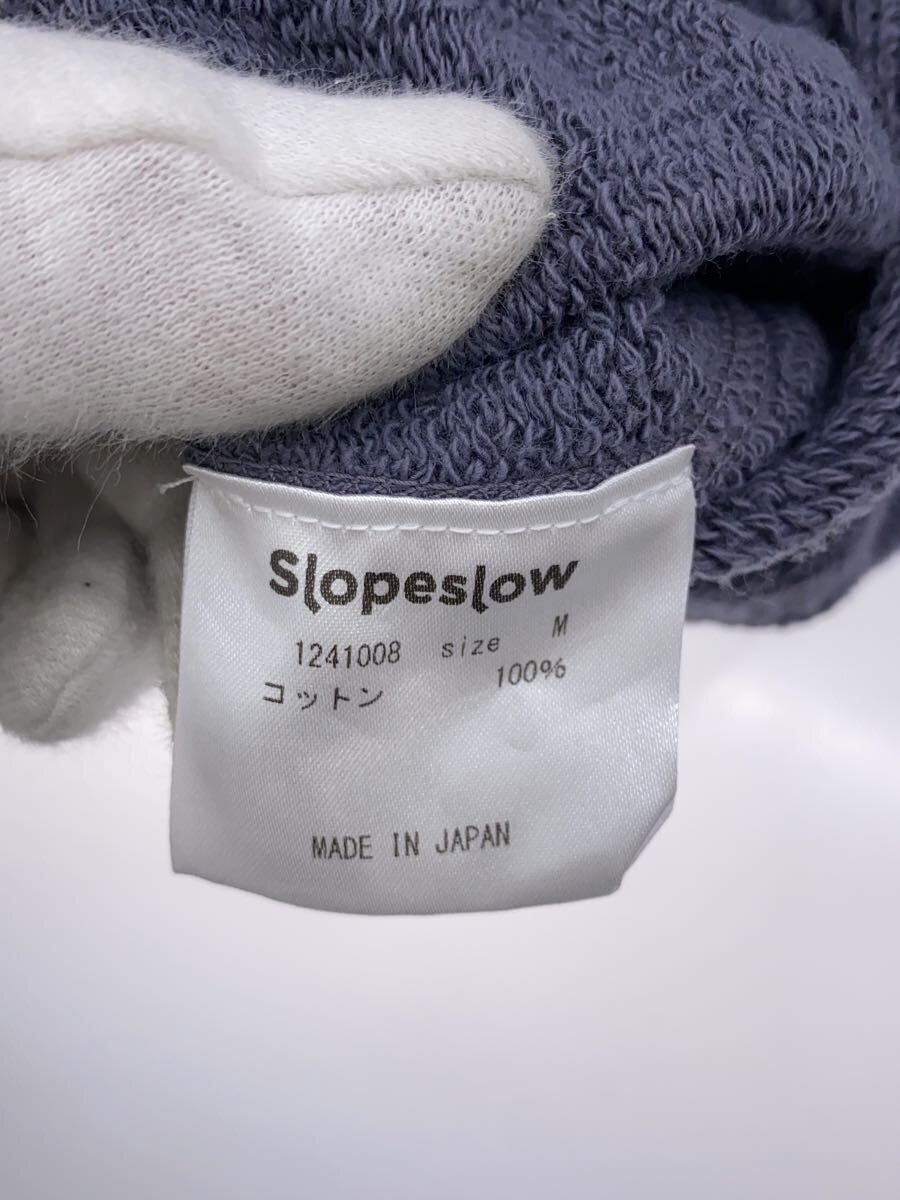 Slopeslow
1241008 size M
コットン 100%
MADE IN JAPAN